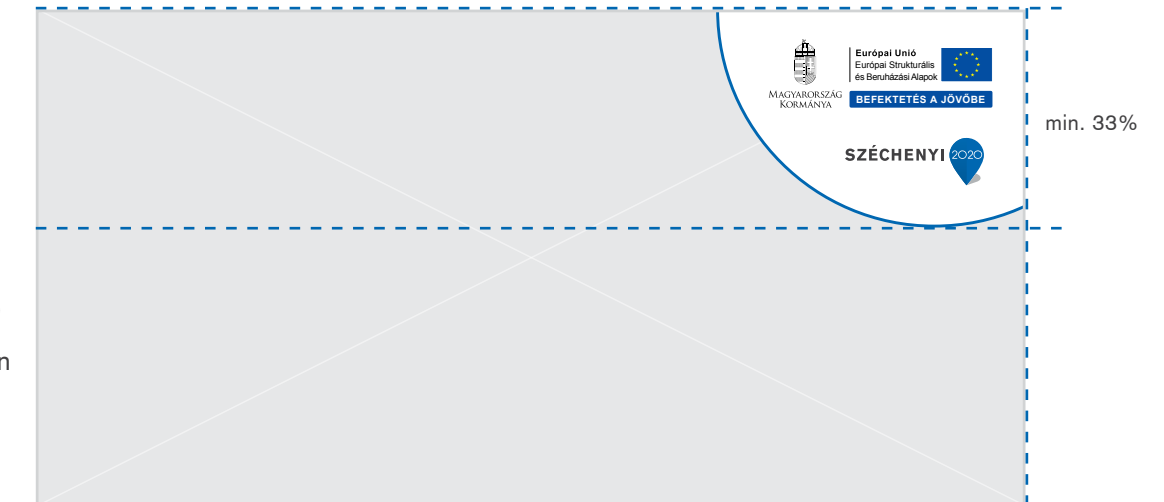 Európai Unió
Európai Strukturális
és Beruházási Alapok
MAGYARORSZÁG
KORMÁNYA
BEFEKTETÉS A JÖVŐBE
min. 33%
SZÉCHENYI 2020
n